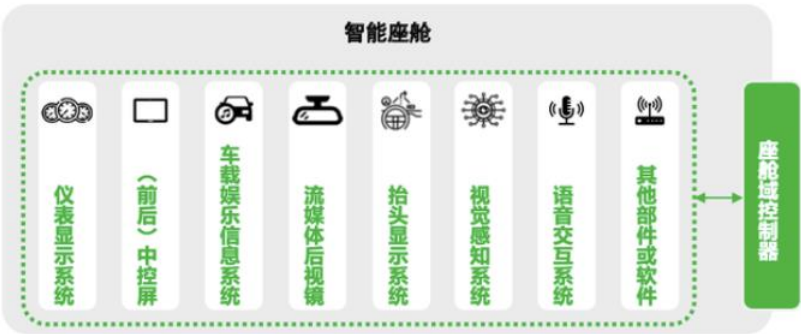 智能座舱
仪表显示系统
（前后）中控屏
车载娱乐信息系统
流媒体后视镜
抬头显示系统
视觉感知系统
语音交互系统
其他部件或软件
座舱域控制器